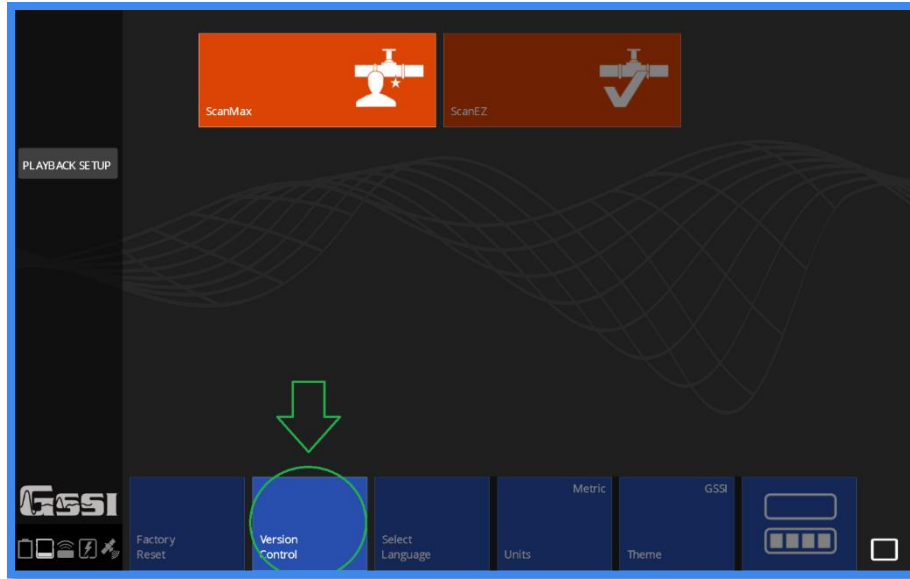 ScanMax
ScanEZ
PLAYBACK SETUP
GSSI
Factory
Reset
Version
Control
Select
Language
Metric
Units
GSSI
Theme